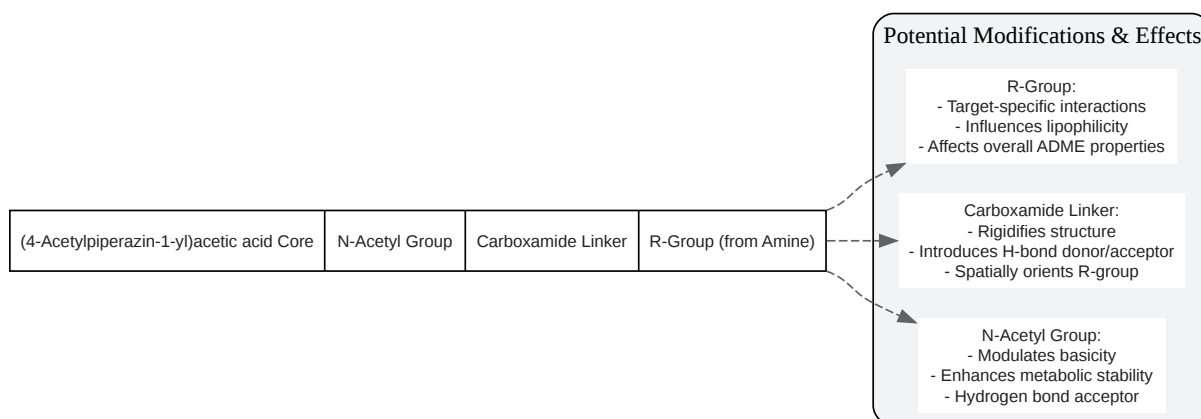 Potential Modifications & Effects
R-Group:
- Target-specific interactions
- Influences lipophilicity
- Affects overall ADME properties
(4-Acetylpiperazin-1-yl)acetic acid Core
N-Acetyl Group
Carboxamide Linker
R-Group (from Amine)
Carboxamide Linker:
- Rigidifies structure
- Introduces H-bond donor/acceptor
- Spatially orients R-group
N-Acetyl Group:
- Modulates basicity
- Enhances metabolic stability
- Hydrogen bond acceptor